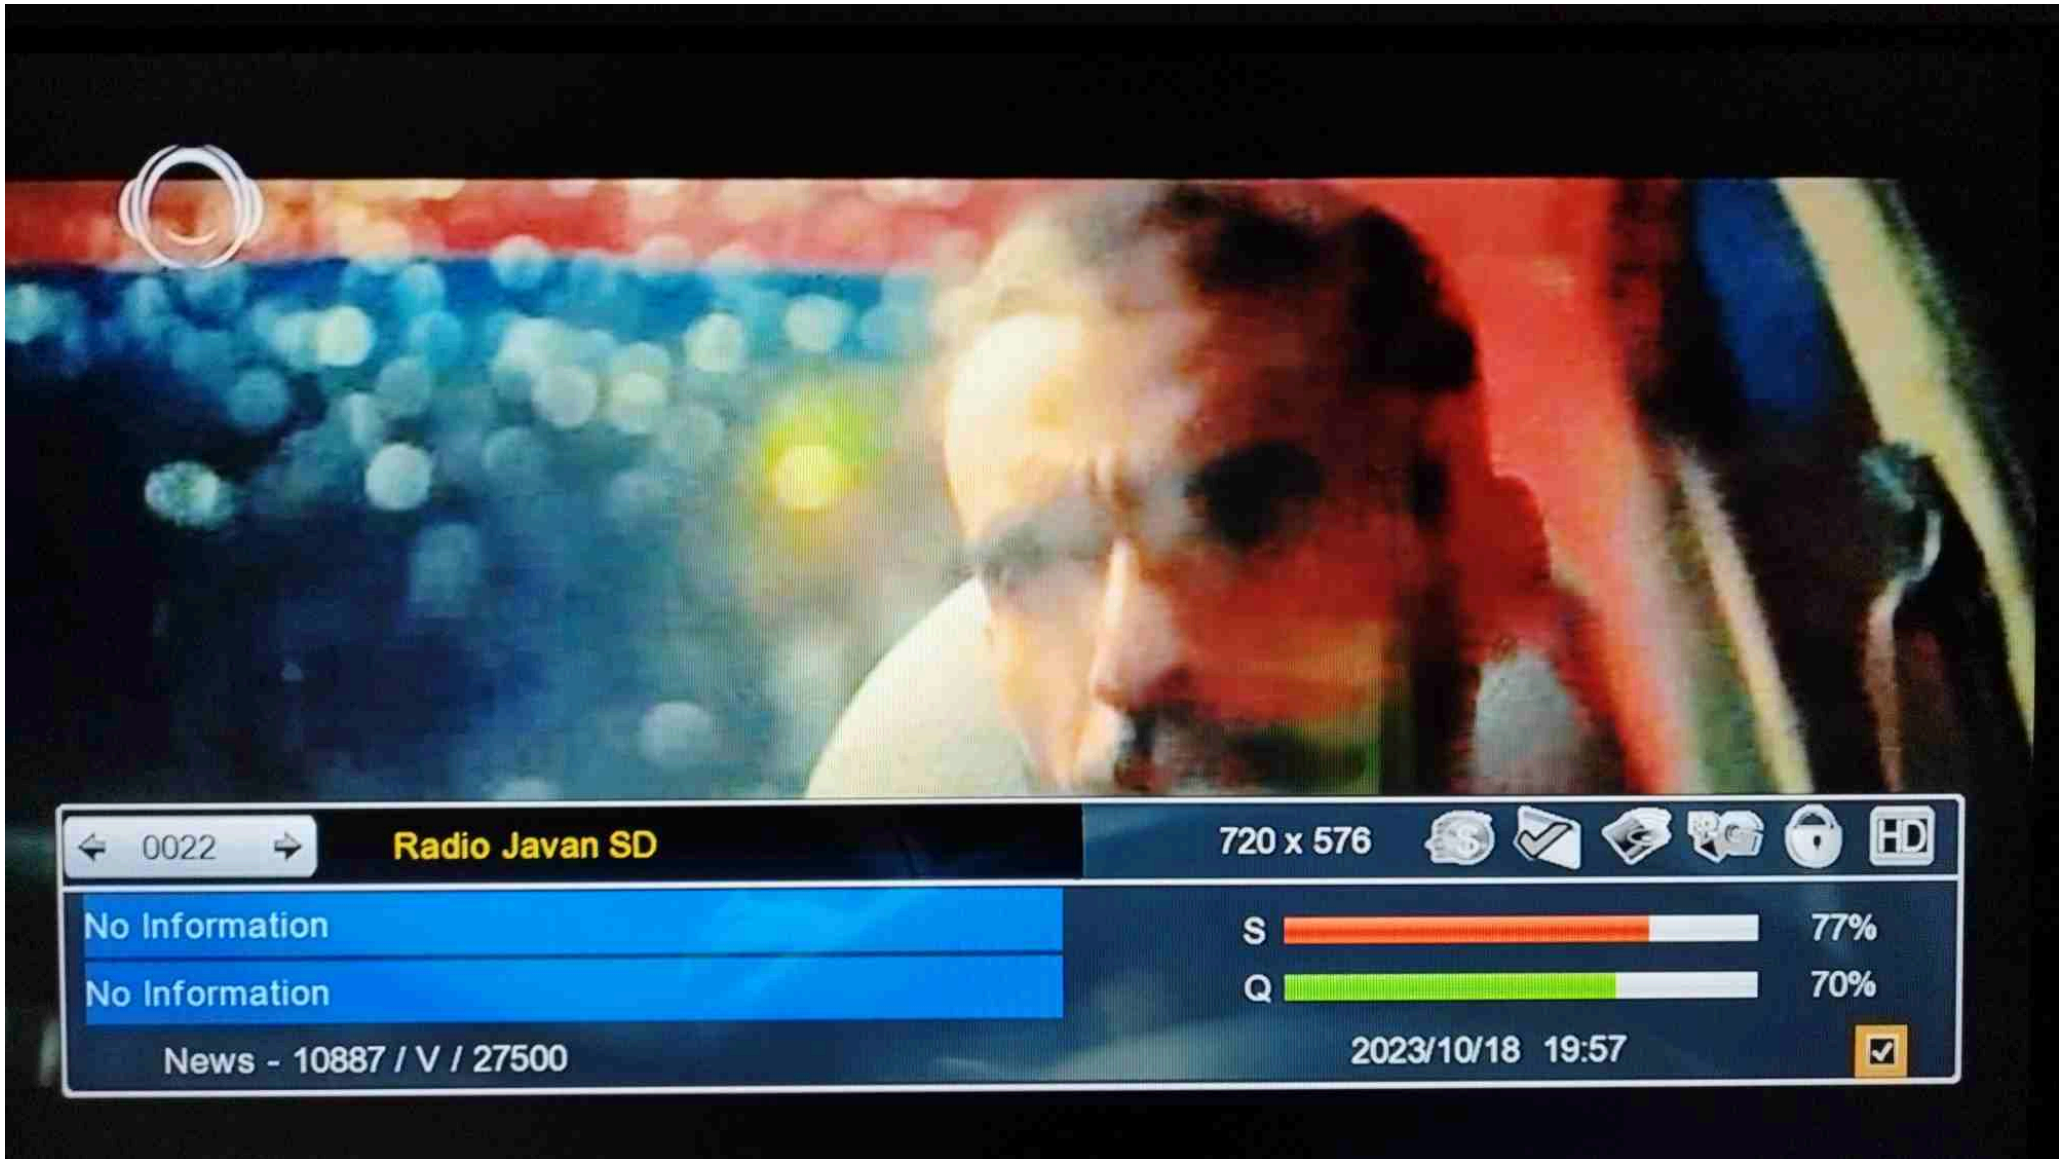 0022
Radio Javan SD
720 x 576
HD
No Information
No Information
S 77%
Q 70%
News - 10887 / V / 27500
2023/10/18 19:57